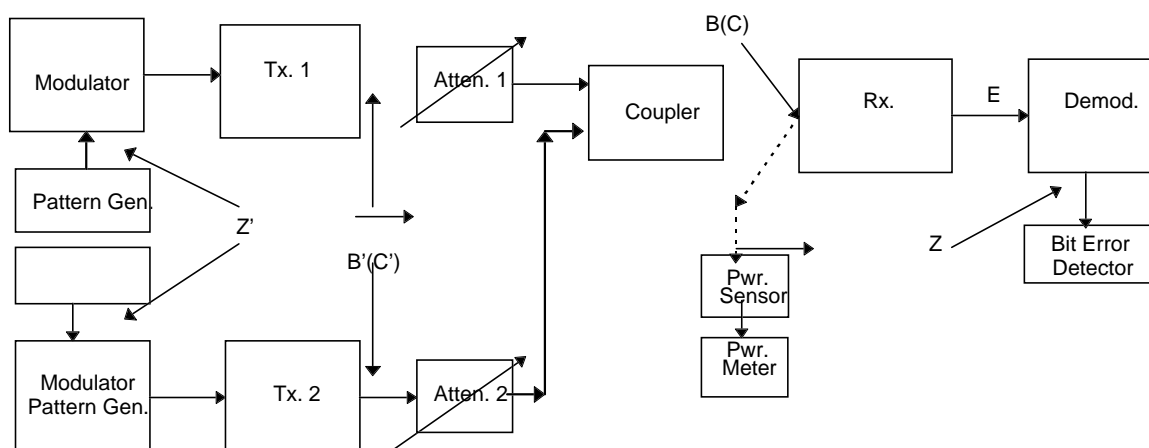 B(C)
Modulator
Tx. 1
Atten. 1
Coupler
Rx.
E
Demod.
Pattern Gen.
Z’
B’(C’)
Z
Bit Error
Detector
Pwr.
Sensor
Pwr.
Meter
Modulator
Pattern Gen.
Tx. 2
Atten. 2